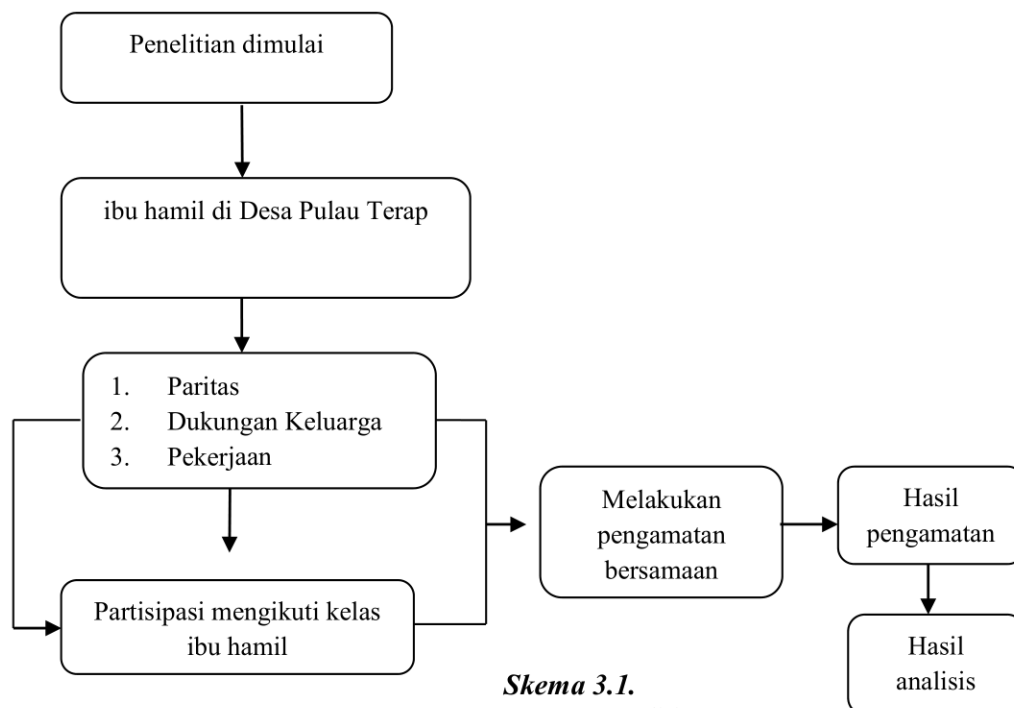 Penelitian dimulai
ibu hamil di Desa Pulau Terap
1. Paritas
2. Dukungan Keluarga
3. Pekerjaan
Partisipasi mengikuti kelas
ibu hamil
Melakukan
pengamatan
bersamaan
Hasil
pengamatan
Hasil
analisis
Skema 3.1.